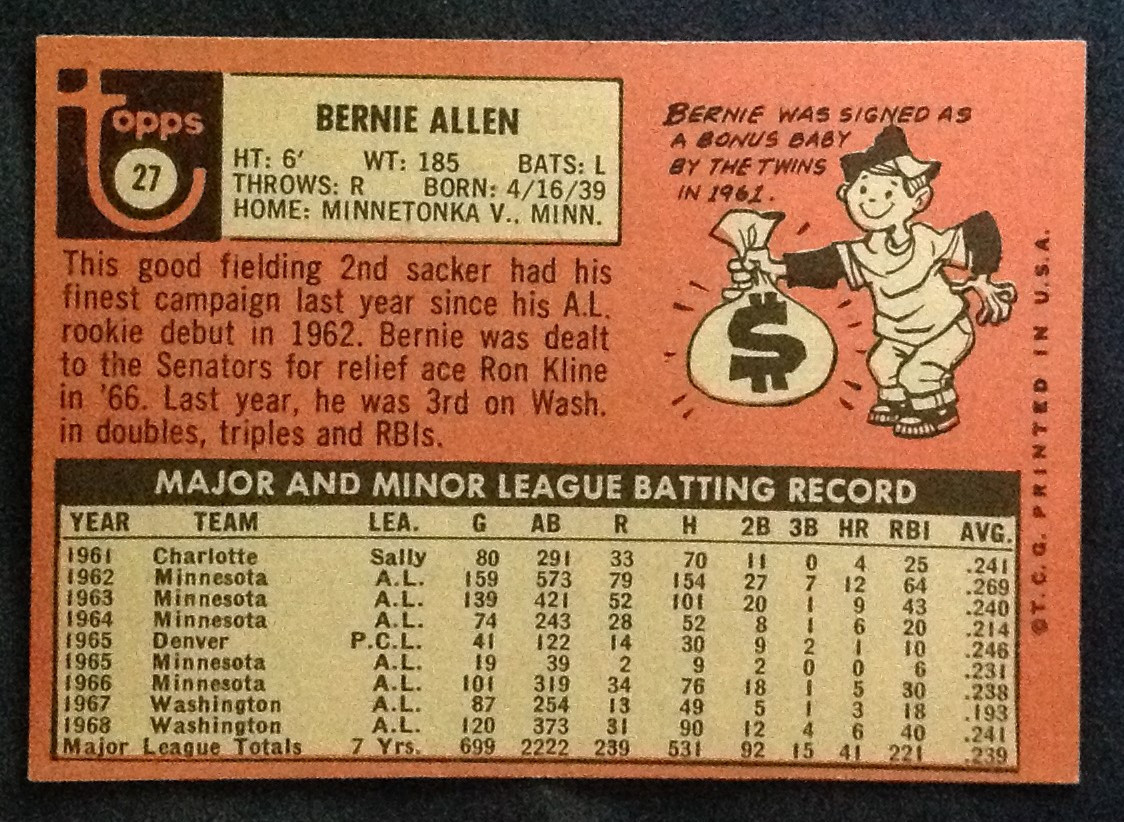 Topps
27
BERNIE ALLEN
HT: 6' WT: 185 BATS: L
THROWS: R BORN: 4/16/39
HOME: MINNETONKA V., MINN.
BERNIE WAS SIGNED AS
A BONUS BABY
BY THE TWINS
IN 1961.
$
This good fielding 2nd sacker had his
finest campaign last year since his A.L.
rookie debut in 1962. Bernie was dealt
to the Senators for relief ace Ron Kline
in '66. Last year, he was 3rd on Wash.
in doubles, triples and RBIs.
MAJOR AND MINOR LEAGUE BATTING RECORD
YEAR TEAM LEA. G AB R H 2B 3B HR RBI AVG.
1961 Charlotte Sally 80 291 33 70 11 0 4 25 .241
1962 Minnesota A.L. 159 573 79 154 27 7 12 64 .269
1963 Minnesota A.L. 139 421 52 101 20 1 9 43 .240
1964 Minnesota A.L. 74 243 28 52 8 1 6 20 .214
1965 Denver P.C.L. 41 122 14 30 9 2 1 10 .246
1965 Minnesota A.L. 19 39 2 9 2 0 0 6 .231
1966 Minnesota A.L. 101 319 34 76 18 1 5 30 .238
1967 Washington A.L. 87 254 13 49 5 1 3 18 .193
1968 Washington A.L. 120 373 31 90 12 4 6 40 .241
Major League Totals 7 Yrs. 699 2222 239 531 92 15 41 221 .239
©T.C.G. PRINTED IN U.S.A.